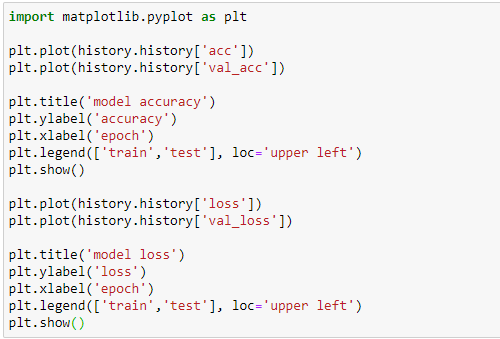 import matplotlib.pyplot as plt
plt.plot(history.history['acc'])
plt.plot(history.history['val_acc'])
plt.title('model accuracy')
plt.ylabel('accuracy')
plt.xlabel('epoch')
plt.legend(['train','test'], loc='upper left')
plt.show()
plt.plot(history.history['loss'])
plt.plot(history.history['val_loss'])
plt.title('model loss')
plt.ylabel('loss')
plt.xlabel('epoch')
plt.legend(['train','test'], loc='upper left')
plt.show()